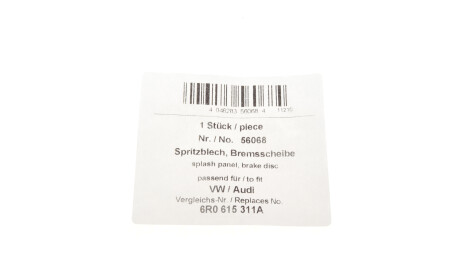 1 Stück / piece
Nr. / No. 56068
Spritzblech, Bremsscheibe
splash panel, brake disc
passend für / to fit
VW / Audi
Vergleichs-Nr. / Replaces No.
6R0 615 311A